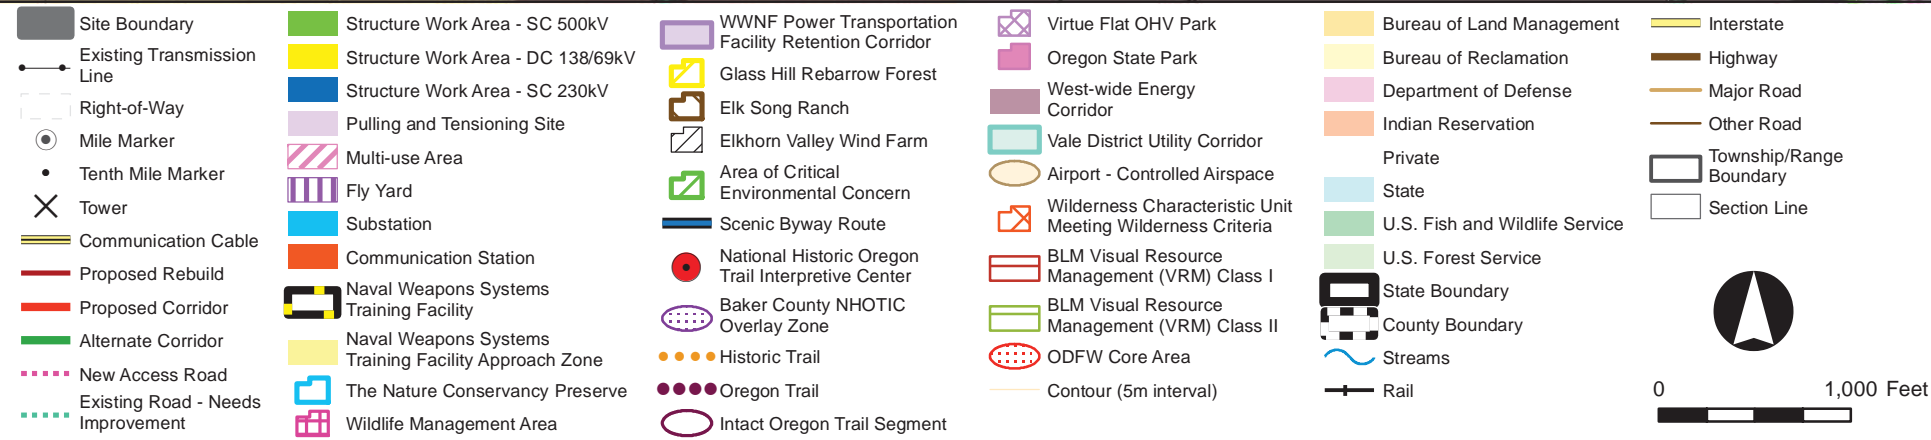 Site Boundary
Existing Transmission
Line
Right-of-Way
Mile Marker
Tenth Mile Marker
Tower
Communication Cable
Proposed Rebuild
Proposed Corridor
Alternate Corridor
New Access Road
Existing Road - Needs
Improvement
Structure Work Area - SC 500kV
Structure Work Area - DC 138/69kV
Structure Work Area - SC 230kV
Pulling and Tensioning Site
Multi-use Area
Fly Yard
Substation
Communication Station
Naval Weapons Systems
Training Facility
Naval Weapons Systems
Training Facility Approach Zone
The Nature Conservancy Preserve
Wildlife Management Area
WWNF Power Transportation
Facility Retention Corridor
Glass Hill Rebarrow Forest
Elk Song Ranch
Elkhorn Valley Wind Farm
Area of Critical
Environmental Concern
Scenic Byway Route
National Historic Oregon
Trail Interpretive Center
Baker County NHOTIC
Overlay Zone
Historic Trail
Oregon Trail
Intact Oregon Trail Segment
Virtue Flat OHV Park
Oregon State Park
West-wide Energy
Corridor
Vale District Utility Corridor
Airport - Controlled Airspace
Wilderness Characteristic Unit
Meeting Wilderness Criteria
BLM Visual Resource
Management (VRM) Class I
BLM Visual Resource
Management (VRM) Class II
ODFW Core Area
Contour (5m interval)
Bureau of Land Management
Bureau of Reclamation
Department of Defense
Indian Reservation
Private
State
U.S. Fish and Wildlife Service
U.S. Forest Service
State Boundary
County Boundary
Streams
Rail
Interstate
Highway
Major Road
Other Road
Township/Range
Boundary
Section Line
0 1,000 Feet